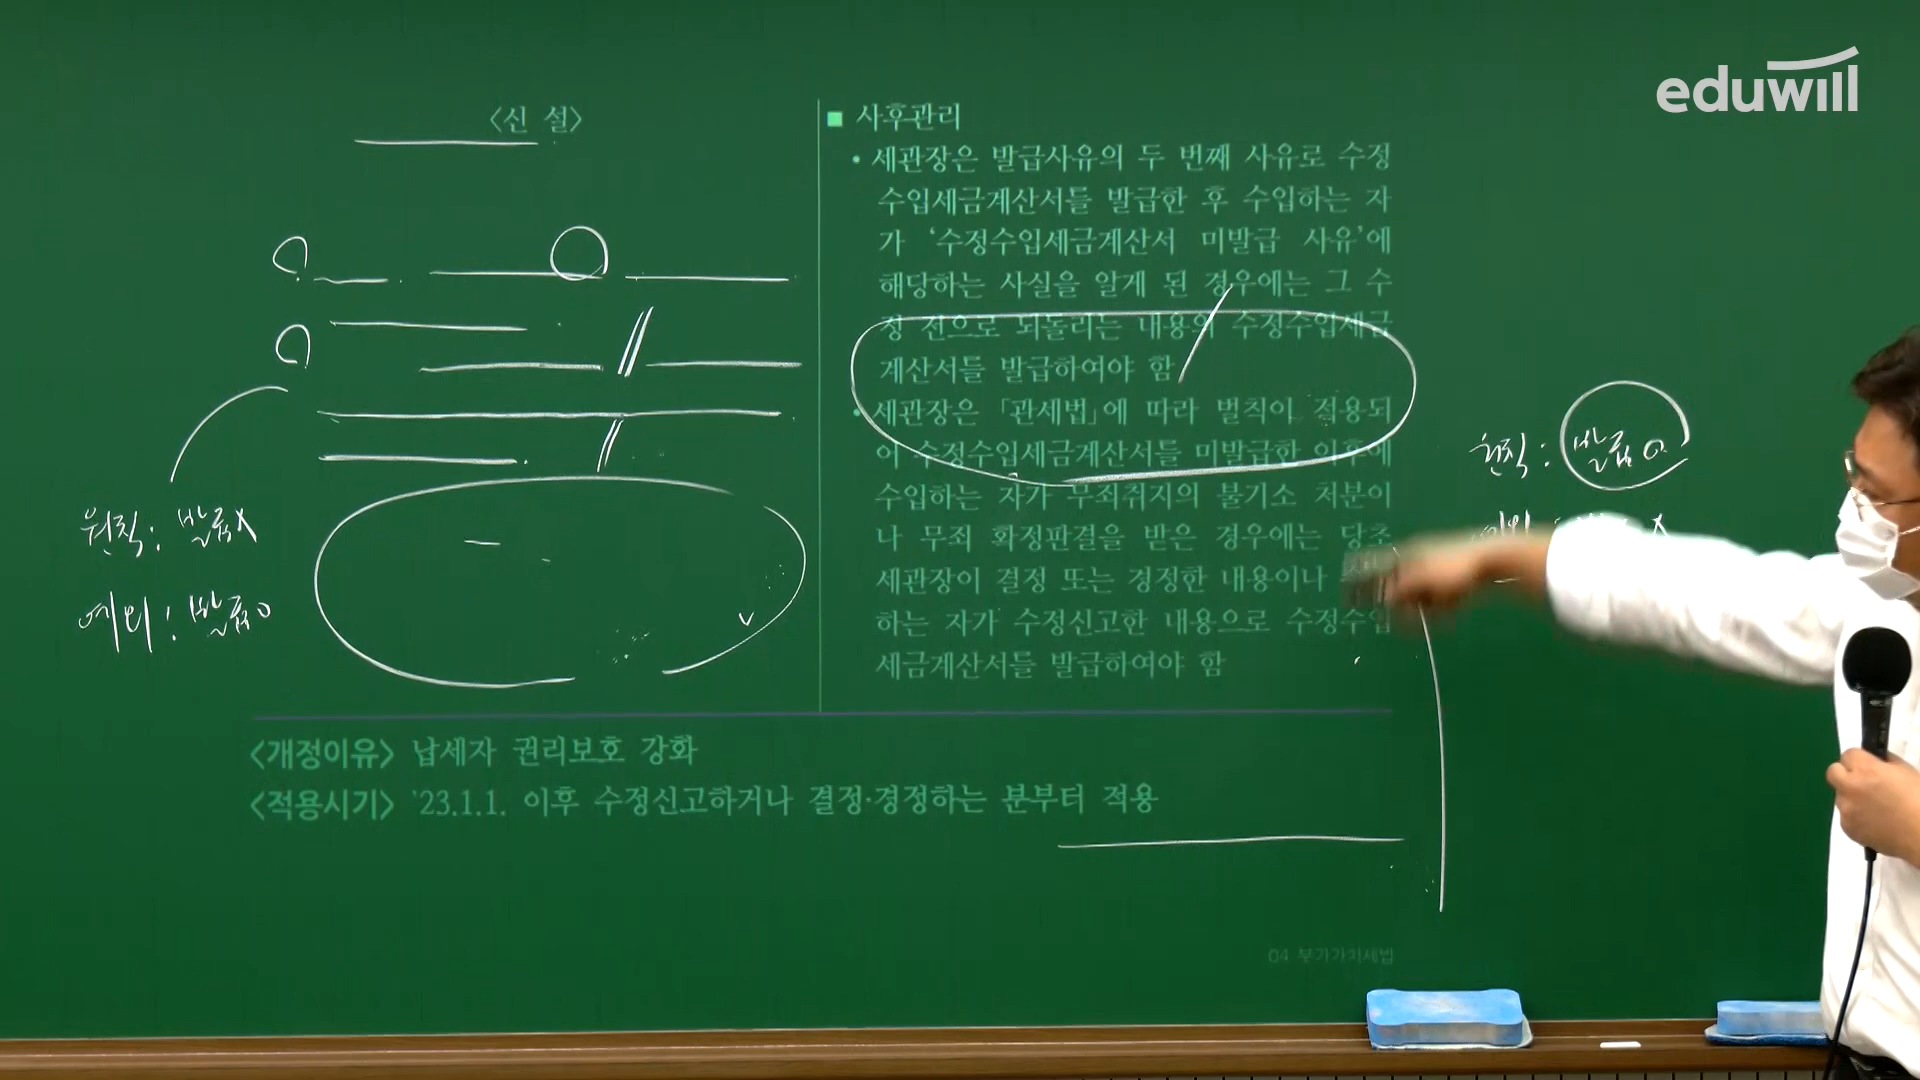 eduwill
〈신 설〉
■ 사후관리
• 세관장은 발급사유의 두 번째 사유로 수정
수입세금계산서를 발급한 후 수입하는 자
가 ‘수정수입세금계산서 미발급 사유’에
해당하는 사실을 알게 된 경우에는 그 수
정 전으로 되돌리는 내용의 수정수입세금
계산서를 발급하여야 함
• 세관장은 「관세법」에 따라 벌칙이 적용되
어 수정수입세금계산서를 미발급한 이후에
수입하는 자가 무죄취지의 불기소 처분이
나 무죄 확정판결을 받은 경우에는 당초
세관장이 결정 또는 경정한 내용이나
하는 자가 수정신고한 내용으로 수정수입
세금계산서를 발급하여야 함
원칙: 발급X
예외: 발급O
원칙: 발급O
〈개정이유〉 납세자 권리보호 강화
〈적용시기〉 ’23.1.1. 이후 수정신고하거나 결정·경정하는 분부터 적용
04 부가가치세법